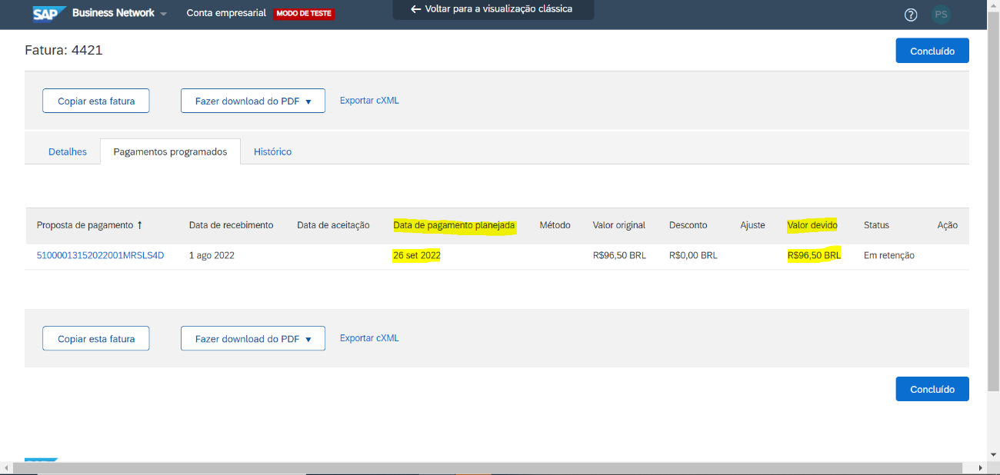 SAP Business Network Conta empresarial MODO DE TESTE ← Voltar para a visualização clássica ? PS
Fatura: 4421 Concluído
Copiar esta fatura Fazer download do PDF ▼ Exportar cXML
Detalhes Pagamentos programados Histórico
Proposta de pagamento ↑ Data de recebimento Data de aceitação Data de pagamento planejada Método Valor original Desconto Ajuste Valor devido Status Ação
51000013152022001MRSLS4D 1 ago 2022 26 set 2022 R$96,50 BRL R$0,00 BRL R$96,50 BRL Em retenção
Copiar esta fatura Fazer download do PDF ▼ Exportar cXML
Concluído